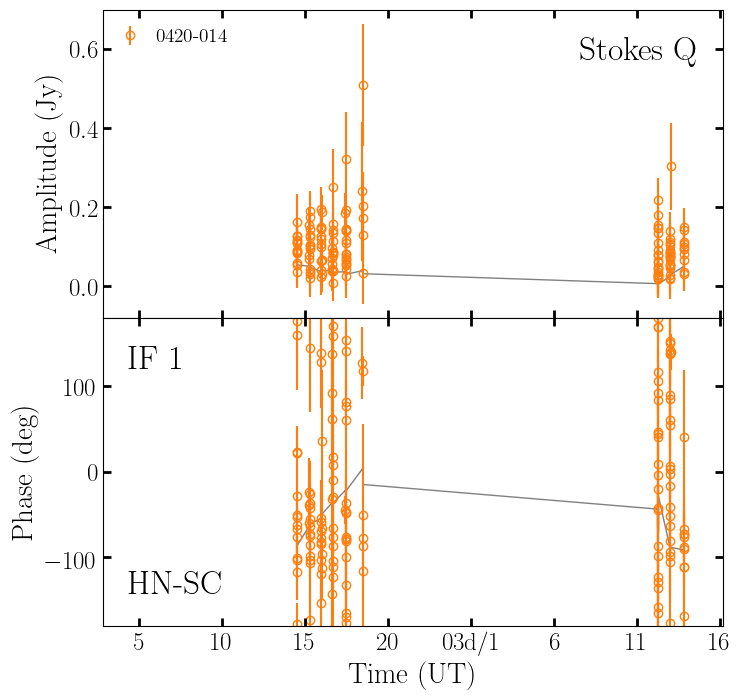 0420-014
Stokes Q
Amplitude (Jy)
0.6
0.4
0.2
0.0
IF 1
HN-SC
Phase (deg)
100
0
−100
5 10 15 20 03d/1 6 11 16
Time (UT)